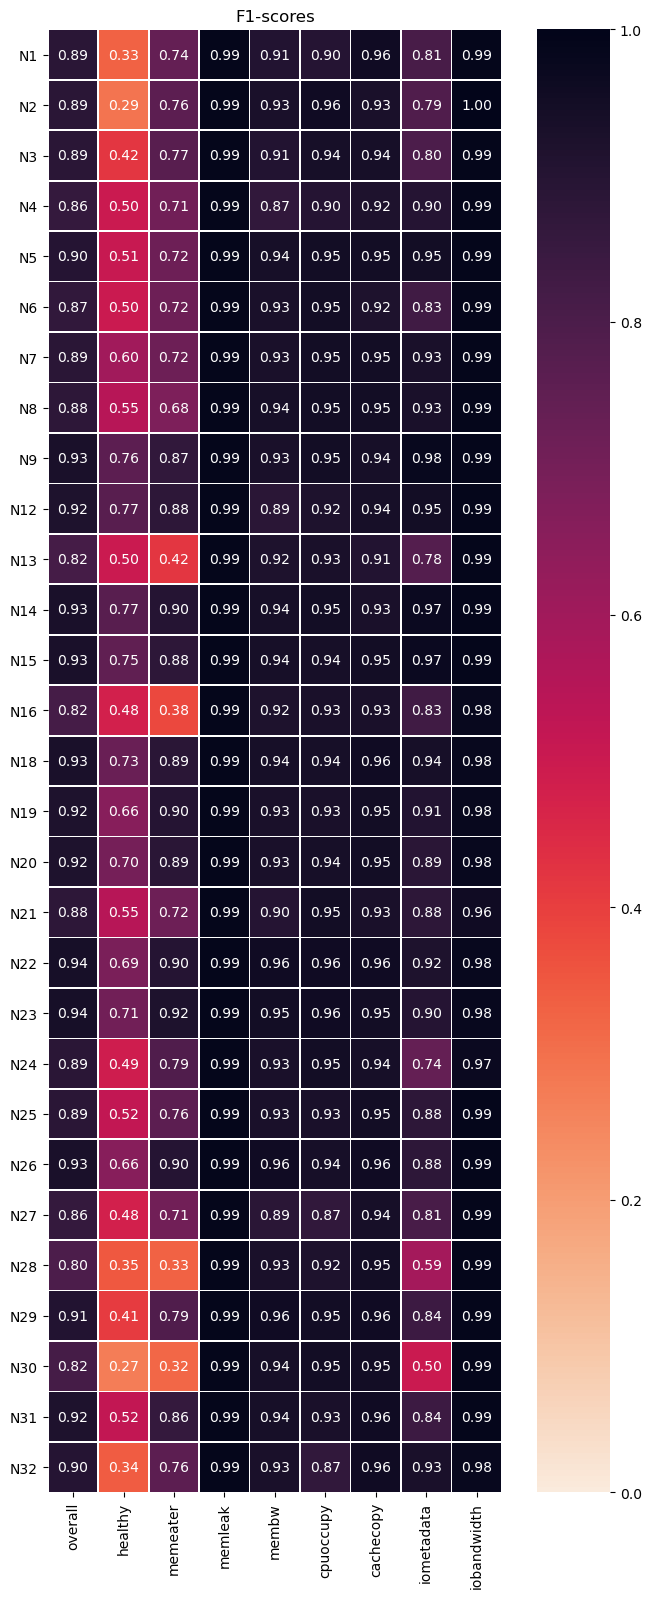 F1-scores
N1 0.89 0.33 0.74 0.99 0.91 0.90 0.96 0.81 0.99
N2 0.89 0.29 0.76 0.99 0.93 0.96 0.93 0.79 1.00
N3 0.89 0.42 0.77 0.99 0.91 0.94 0.94 0.80 0.99
N4 0.86 0.50 0.71 0.99 0.87 0.90 0.92 0.90 0.99
N5 0.90 0.51 0.72 0.99 0.94 0.95 0.95 0.95 0.99
N6 0.87 0.50 0.72 0.99 0.93 0.95 0.92 0.83 0.99
N7 0.89 0.60 0.72 0.99 0.93 0.95 0.95 0.93 0.99
N8 0.88 0.55 0.68 0.99 0.94 0.95 0.95 0.93 0.99
N9 0.93 0.76 0.87 0.99 0.93 0.95 0.94 0.98 0.99
N12 0.92 0.77 0.88 0.99 0.89 0.92 0.94 0.95 0.99
N13 0.82 0.50 0.42 0.99 0.92 0.93 0.91 0.78 0.99
N14 0.93 0.77 0.90 0.99 0.94 0.95 0.93 0.97 0.99
N15 0.93 0.75 0.88 0.99 0.94 0.94 0.95 0.97 0.99
N16 0.82 0.48 0.38 0.99 0.92 0.93 0.93 0.83 0.98
N18 0.93 0.73 0.89 0.99 0.94 0.94 0.96 0.94 0.98
N19 0.92 0.66 0.90 0.99 0.93 0.93 0.95 0.91 0.98
N20 0.92 0.70 0.89 0.99 0.93 0.94 0.95 0.89 0.98
N21 0.88 0.55 0.72 0.99 0.90 0.95 0.93 0.88 0.96
N22 0.94 0.69 0.90 0.99 0.96 0.96 0.96 0.92 0.98
N23 0.94 0.71 0.92 0.99 0.95 0.96 0.95 0.90 0.98
N24 0.89 0.49 0.79 0.99 0.93 0.95 0.94 0.74 0.97
N25 0.89 0.52 0.76 0.99 0.93 0.93 0.95 0.88 0.99
N26 0.93 0.66 0.90 0.99 0.96 0.94 0.96 0.88 0.99
N27 0.86 0.48 0.71 0.99 0.89 0.87 0.94 0.81 0.99
N28 0.80 0.35 0.33 0.99 0.93 0.92 0.95 0.59 0.99
N29 0.91 0.41 0.79 0.99 0.96 0.95 0.96 0.84 0.99
N30 0.82 0.27 0.32 0.99 0.94 0.95 0.95 0.50 0.99
N31 0.92 0.52 0.86 0.99 0.94 0.93 0.96 0.84 0.99
N32 0.90 0.34 0.76 0.99 0.93 0.87 0.96 0.93 0.98
overall healthy memeater memleak membw cpuoccupy cachecopy iometadata iobandwidth
1.0
0.8
0.6
0.4
0.2
0.0